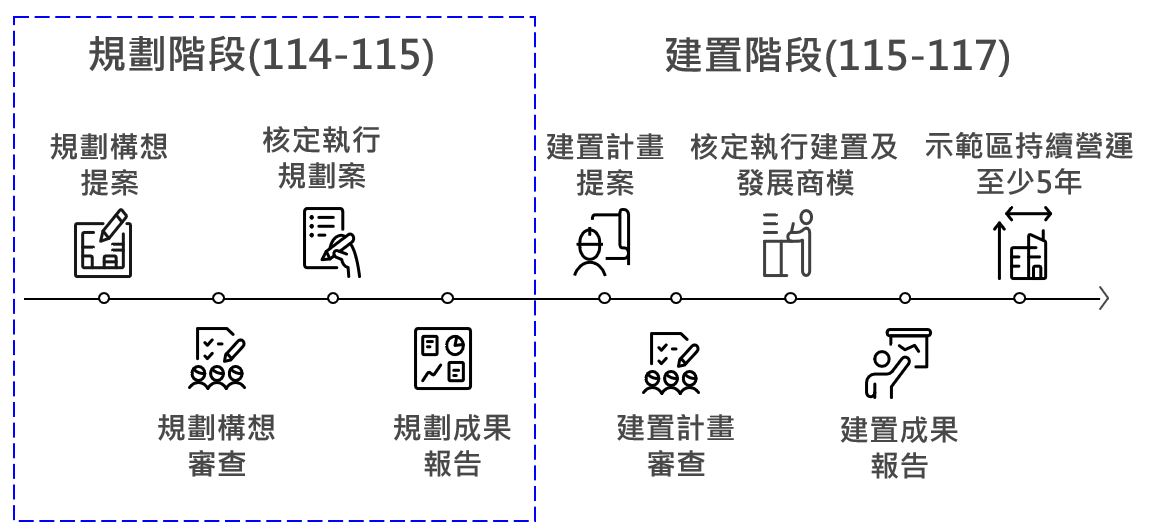 規劃階段(114-115)
建置階段(115-117)
規劃構想
提案
核定執行
規劃案
建置計畫
提案
核定執行建置及
發展商模
示範區持續營運
至少5年
規劃構想
審查
規劃成果
報告
建置計畫
審查
建置成果
報告